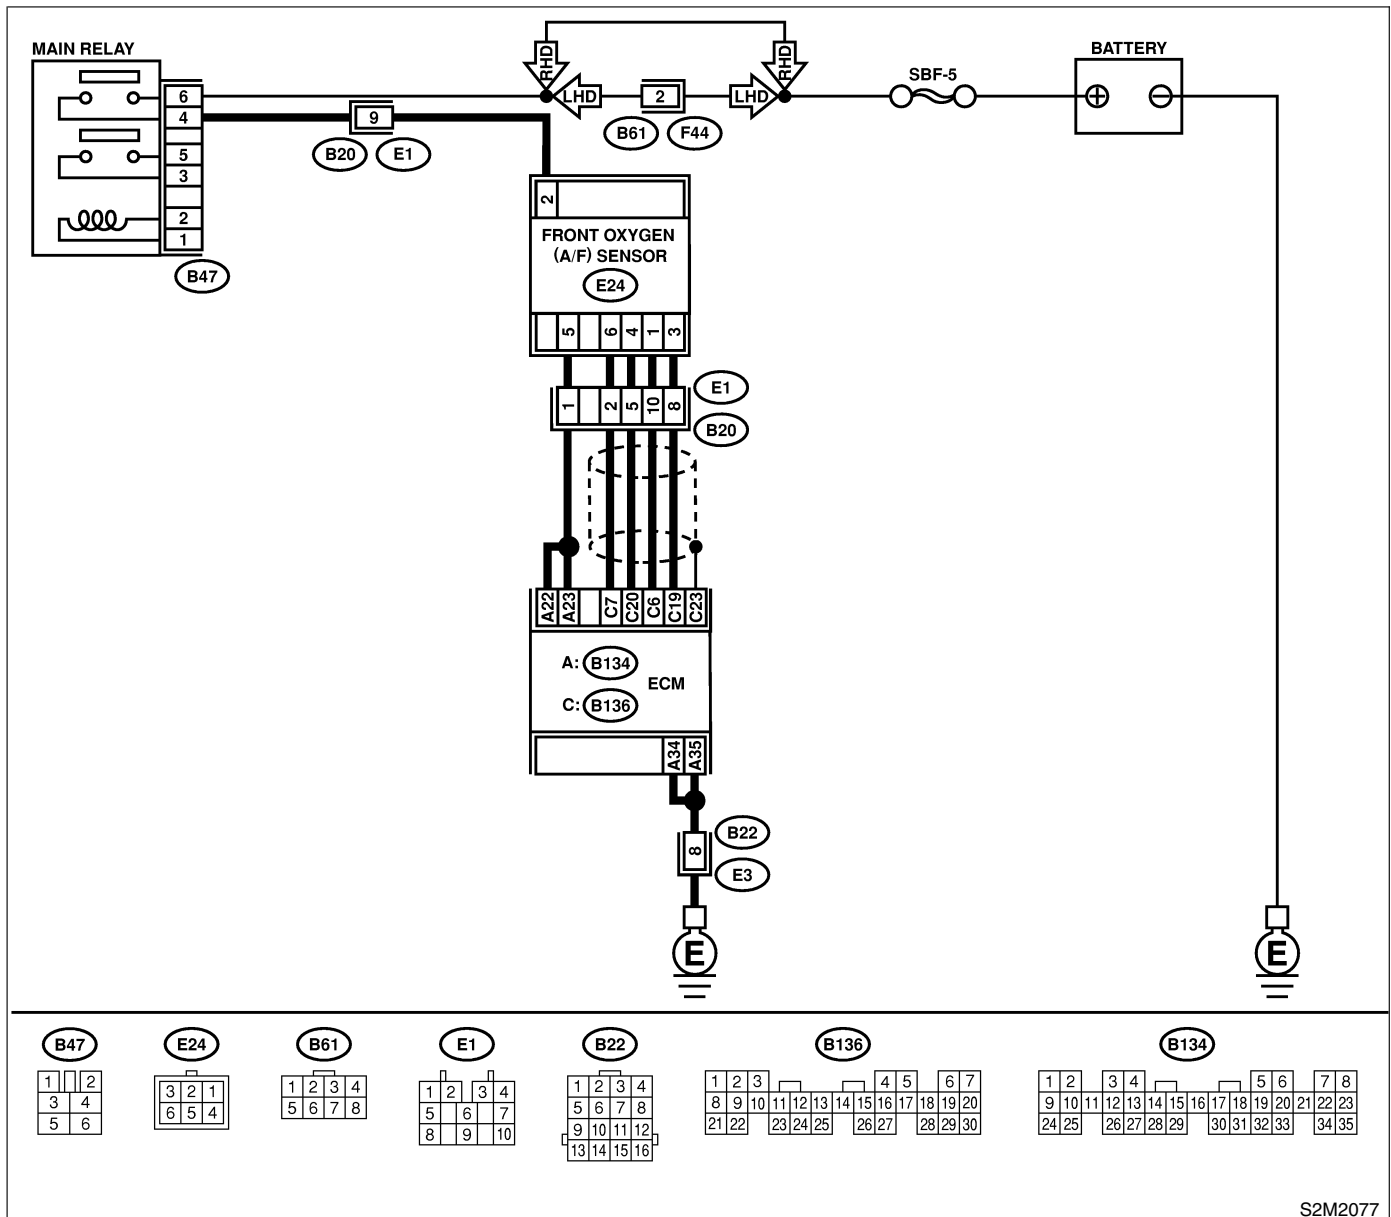 MAIN RELAY
BATTERY
RHD
RHD
SBF-5
LHD
2
LHD
+
−
6
4
5
3
2
1
9
B20
E1
B61
F44
B47
2
FRONT OXYGEN
(A/F) SENSOR
E24
5 6 4 1 3
E1
1 2 5 10 8
B20
A22 A23 C7 C20 C6 C19 C23
A: B134
ECM
C: B136
A34 A35
B22
8
E3
E
E
B47
1 2
3 4
5 6
E24
3 2 1
6 5 4
B61
1 2 3 4
5 6 7 8
E1
1 2 3 4
5 6 7
8 9 10
B22
1 2 3 4
5 6 7 8
9 10 11 12
13 14 15 16
B136
1 2 3 4 5 6 7
8 9 10 11 12 13 14 15 16 17 18 19 20
21 22 23 24 25 26 27 28 29 30
B134
1 2 3 4 5 6 7 8
9 10 11 12 13 14 15 16 17 18 19 20 21 22 23
24 25 26 27 28 29 30 31 32 33 34 35
S2M2077